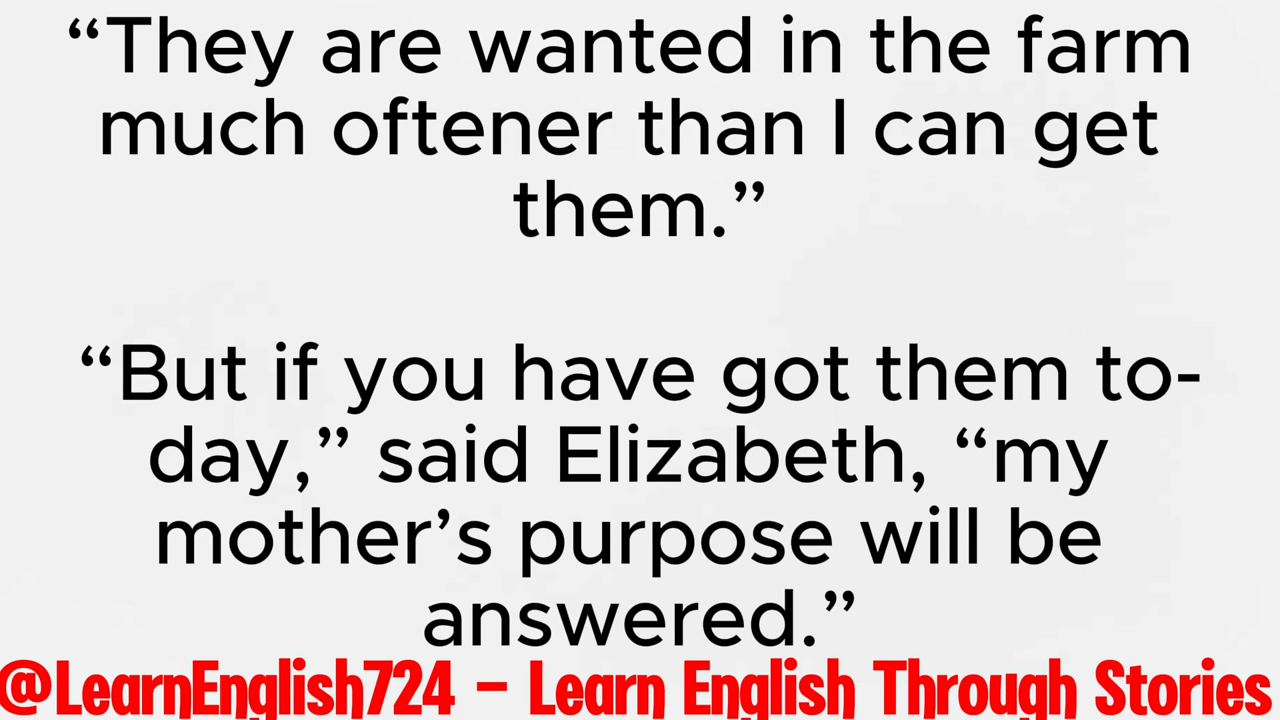 “They are wanted in the farm
much oftener than I can get
them.”
“But if you have got them to-
day,” said Elizabeth, “my
mother’s purpose will be
answered.”
@LearnEnglish724 – Learn English Through Stories